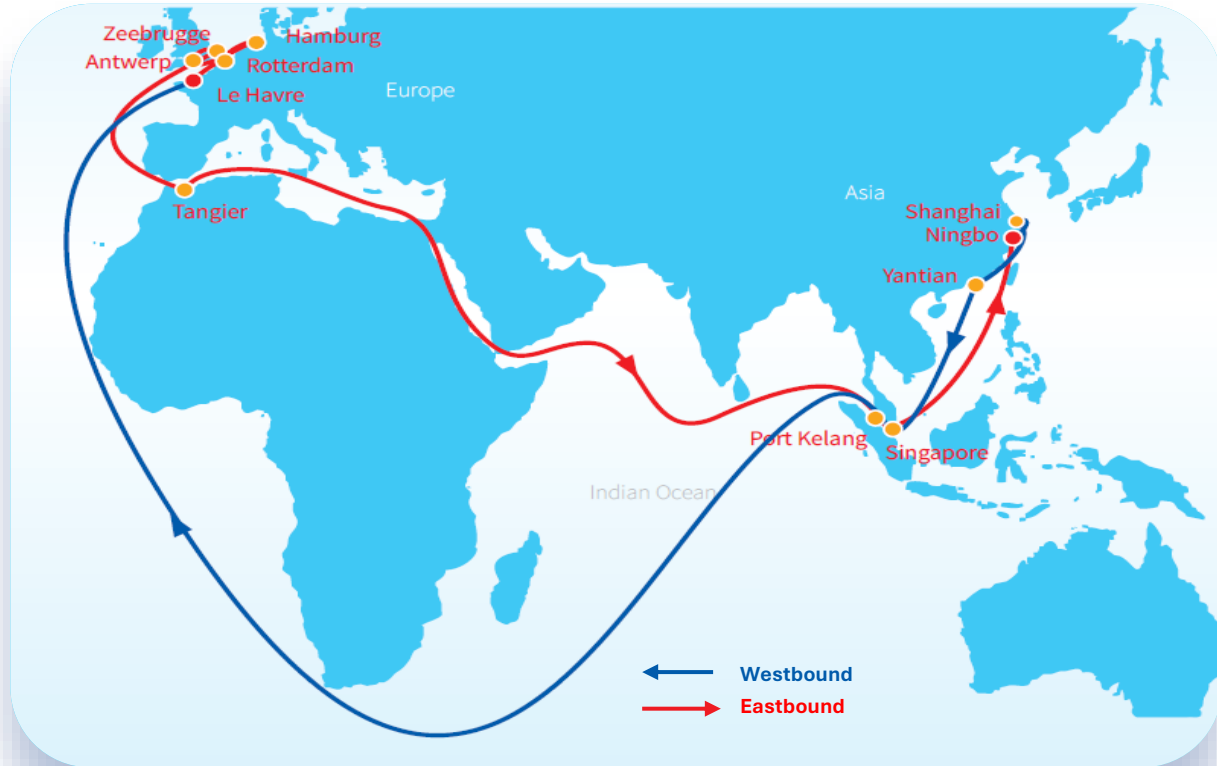 Zeebrugge
Hamburg
Antwerp
Rotterdam
Le Havre
Europe
Tangier
Asia
Shanghai
Ningbo
Yantian
Port Kelang
Singapore
Indian Ocean
Westbound
Eastbound